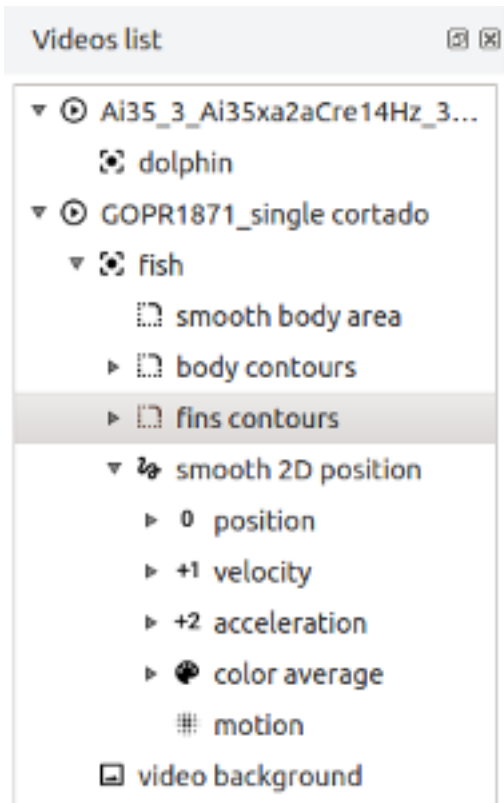 Videos list
Ai35_3_Ai35xa2aCre14Hz_3...
dolphin
GOPR1871_single cortado
fish
smooth body area
body contours
fins contours
smooth 2D position
0 position
+1 velocity
+2 acceleration
color average
motion
video background